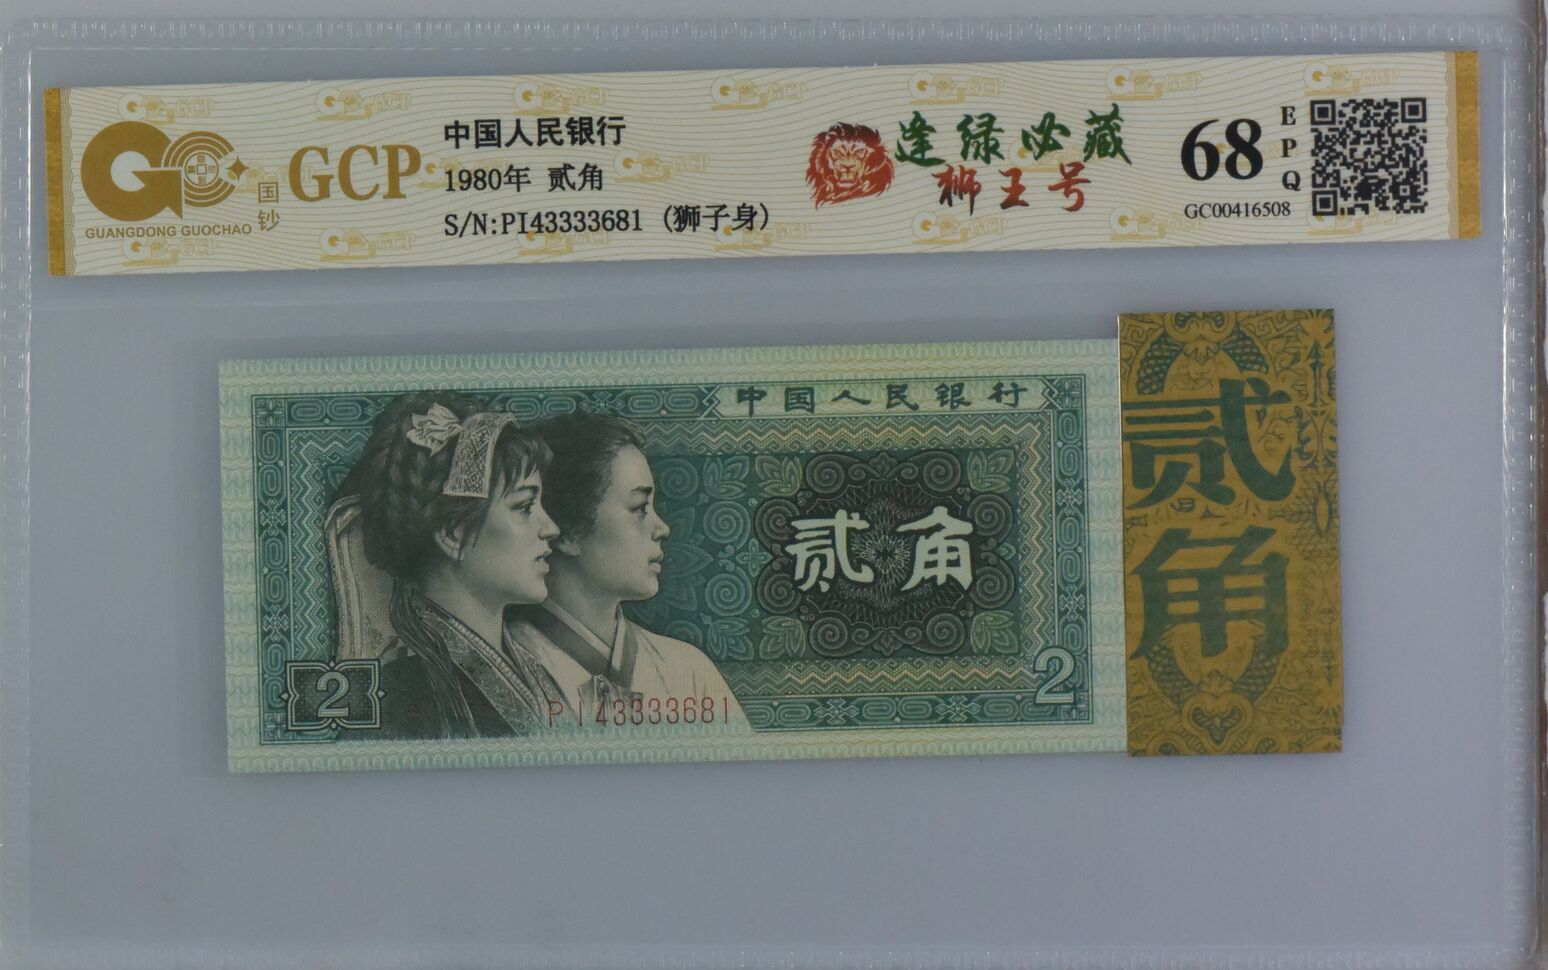 GC
GUANGDONG GUOCHAO
国钞
GCP
中国人民银行
1980年 贰角
S/N:PI43333681 (狮子身)
逢绿必藏
狮王号
68
EPQ
GC00416508
中国人民银行
贰角
2
2
PI43333681
贰角